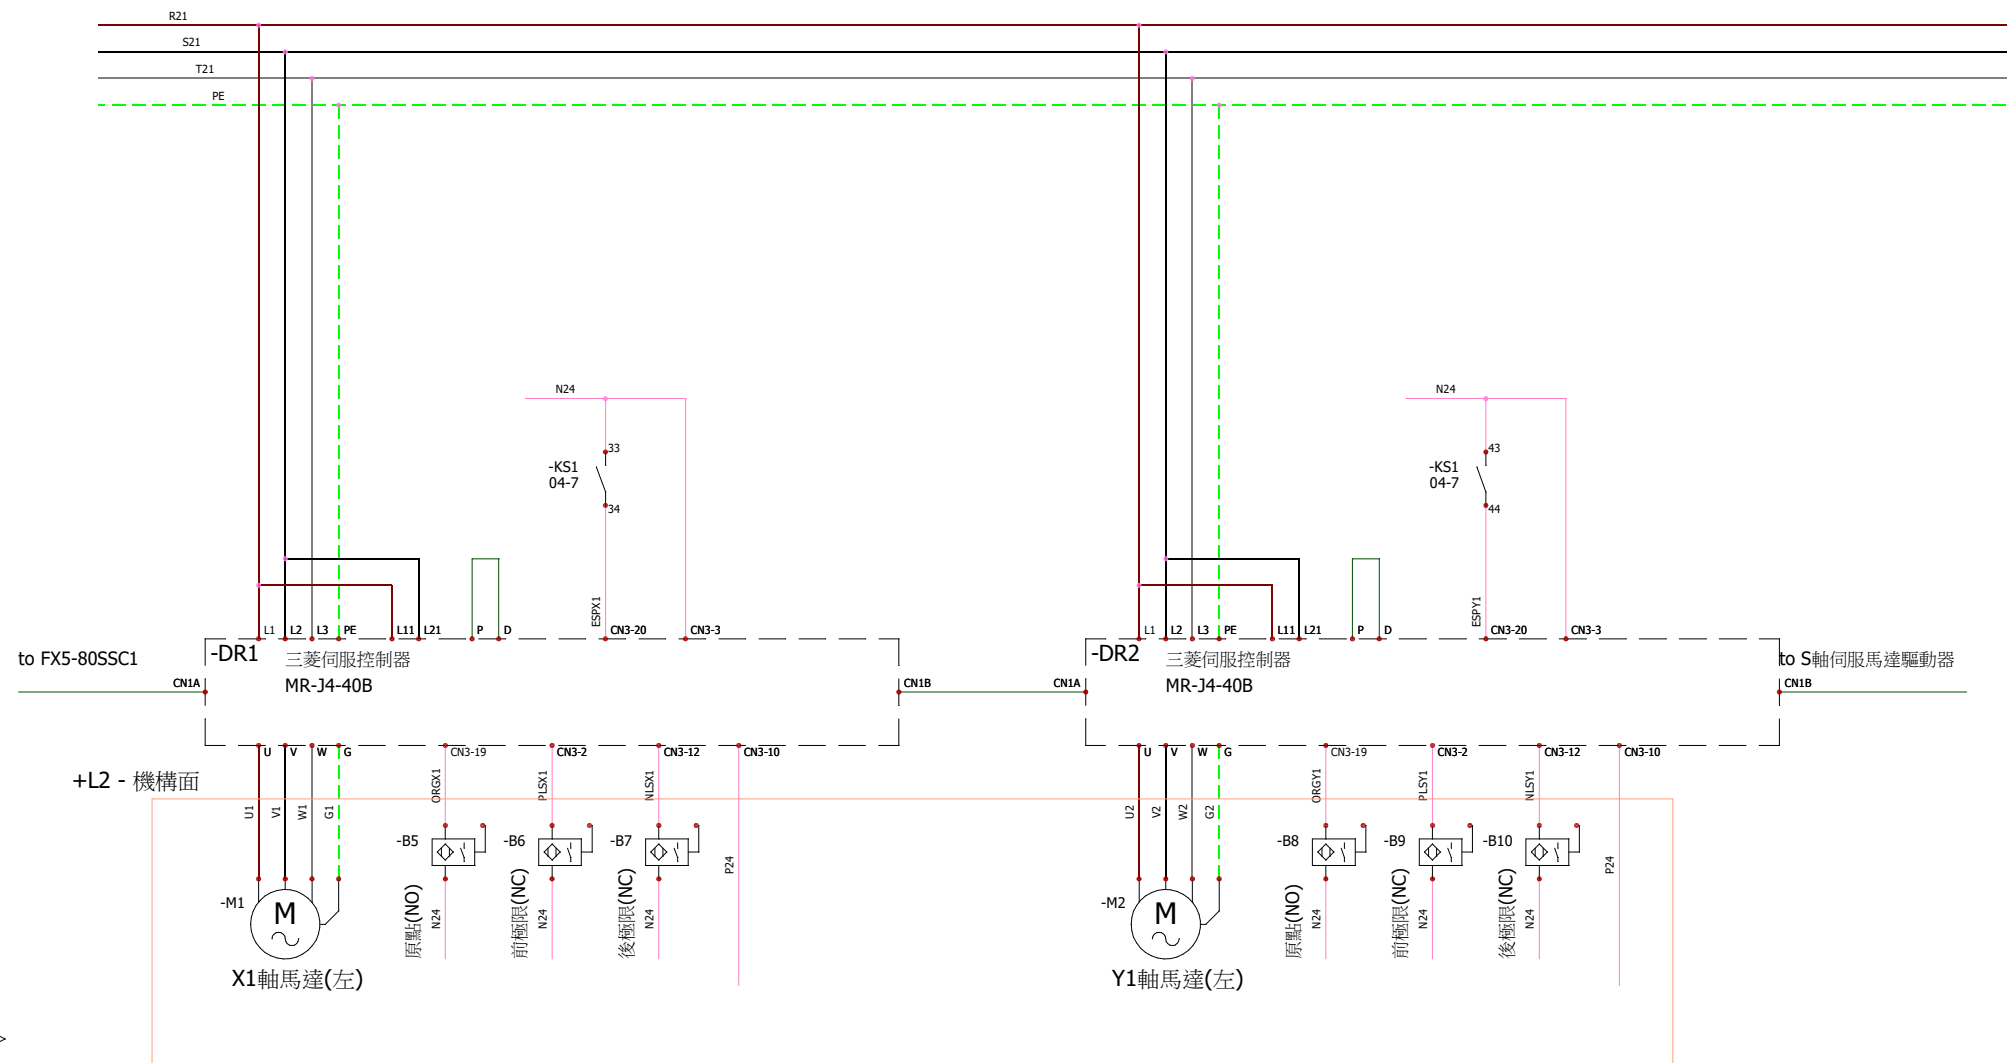 R21
S21
T21
PE
N24
33
-KS1
04-7
34
ESPX1
N24
43
-KS1
04-7
44
ESPY1
L1 L2 L3 PE L11 L21 P D CN3-20 CN3-3
L1 L2 L3 PE L11 L21 P D CN3-20 CN3-3
to FX5-80SSC1
-DR1 三菱伺服控制器
MR-J4-40B
CN1A
CN1B
-DR2 三菱伺服控制器
MR-J4-40B
CN1A
to S軸伺服馬達驅動器
CN1B
U V W G CN3-19 CN3-2 CN3-12 CN3-10
U V W G CN3-19 CN3-2 CN3-12 CN3-10
+L2 - 機構面
U1
V1
W1
G1
ORGX1
PLSX1
NLSX1
P24
U2
V2
W2
G2
ORGY1
PLSY1
NLSY1
P24
-B5
-B6
-B7
-B8
-B9
-B10
-M1
M
原點(NO)
N24
前極限(NC)
N24
後極限(NC)
N24
-M2
M
原點(NO)
N24
前極限(NC)
N24
後極限(NC)
N24
X1軸馬達(左)
Y1軸馬達(左)
>